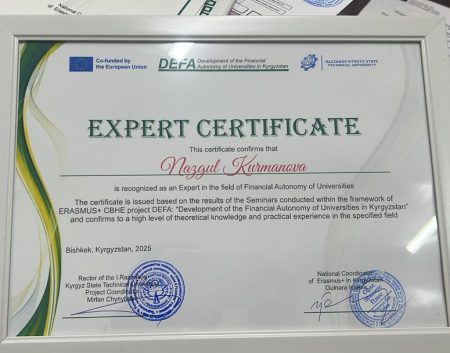 Co-funded by
the European Union
DEFA Development of the Financial
Autonomy of Universities in Kyrgyzstan
RAZZAKOV KYRGYZ STATE
TECHNICAL UNIVERSITY
EXPERT CERTIFICATE
This certificate confirms that
Nazgul Kurmanova
is recognized as an Expert in the field of Financial Autonomy of Universities
The certificate is issued based on the results of the Seminars conducted within the framework of
ERASMUS+ CBHE project DEFA: "Development of the Financial Autonomy of Universities in Kyrgyzstan"
and confirms to a high level of theoretical knowledge and practical experience in the specified field
Bishkek, Kyrgyzstan, 2025
Rector of the I.Razzakov
Kyrgyz State Technical
Project Coordinator
Mirlan Chynybaev
National Coordinator
of Erasmus+ in Kyrgyzstan
Gulnara